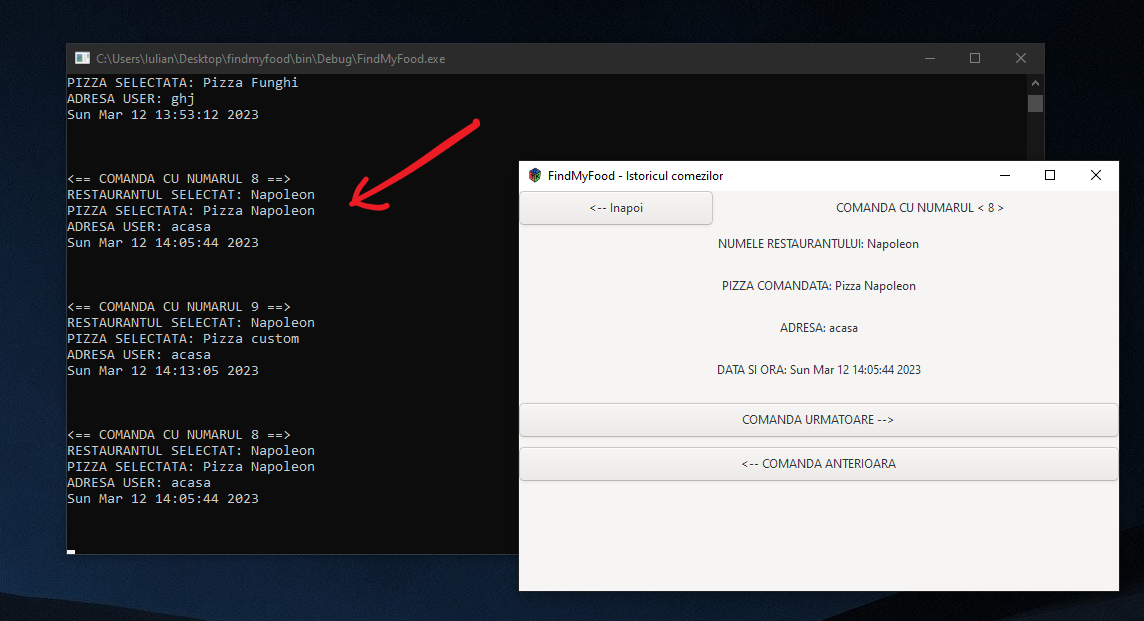 C:\Users\Iulian\Desktop\findmyfood\bin\Debug\FindMyFood.exe
PIZZA SELECTATA: Pizza Funghi
ADRESA USER: ghj
Sun Mar 12 13:53:12 2023
<== COMANDA CU NUMARUL 8 ==>
RESTAURANTUL SELECTAT: Napoleon
PIZZA SELECTATA: Pizza Napoleon
ADRESA USER: acasa
Sun Mar 12 14:05:44 2023
<== COMANDA CU NUMARUL 9 ==>
RESTAURANTUL SELECTAT: Napoleon
PIZZA SELECTATA: Pizza custom
ADRESA USER: acasa
Sun Mar 12 14:13:05 2023
<== COMANDA CU NUMARUL 8 ==>
RESTAURANTUL SELECTAT: Napoleon
PIZZA SELECTATA: Pizza Napoleon
ADRESA USER: acasa
Sun Mar 12 14:05:44 2023
FindMyFood - Istoricul comezilor
<-- Inapoi
COMANDA CU NUMARUL < 8 >
NUMELE RESTAURANTULUI: Napoleon
PIZZA COMANDATA: Pizza Napoleon
ADRESA: acasa
DATA SI ORA: Sun Mar 12 14:05:44 2023
COMANDA URMATOARE -->
<-- COMANDA ANTERIOARA